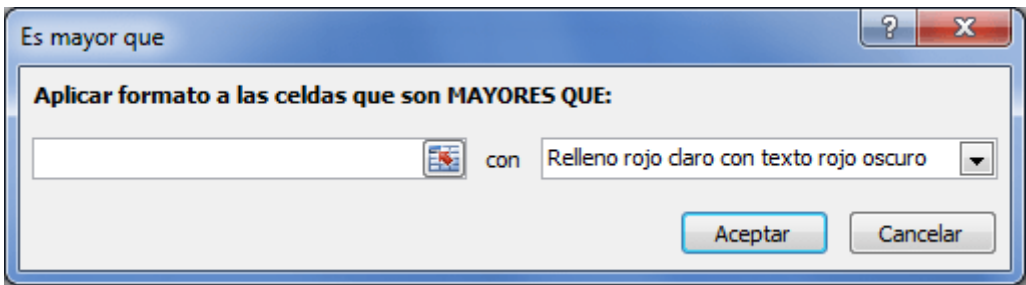 Es mayor que
Aplicar formato a las celdas que son MAYORES QUE:
con Relleno rojo claro con texto rojo oscuro
Aceptar Cancelar